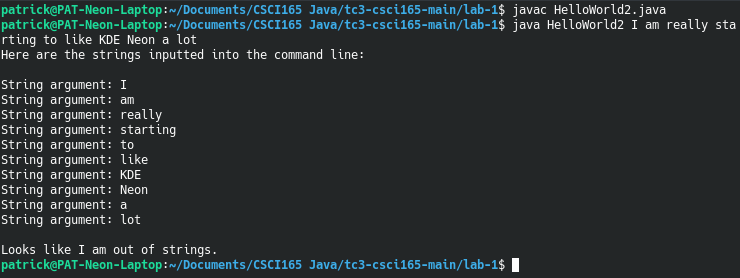 patrick@PAT-Neon-Laptop:~/Documents/CSCI165 Java/tc3-csci165-main/lab-1$ javac HelloWorld2.java
patrick@PAT-Neon-Laptop:~/Documents/CSCI165 Java/tc3-csci165-main/lab-1$ java HelloWorld2 I am really sta
rting to like KDE Neon a lot
Here are the strings inputted into the command line:

String argument: I
String argument: am
String argument: really
String argument: starting
String argument: to
String argument: like
String argument: KDE
String argument: Neon
String argument: a
String argument: lot

Looks like I am out of strings.
patrick@PAT-Neon-Laptop:~/Documents/CSCI165 Java/tc3-csci165-main/lab-1$